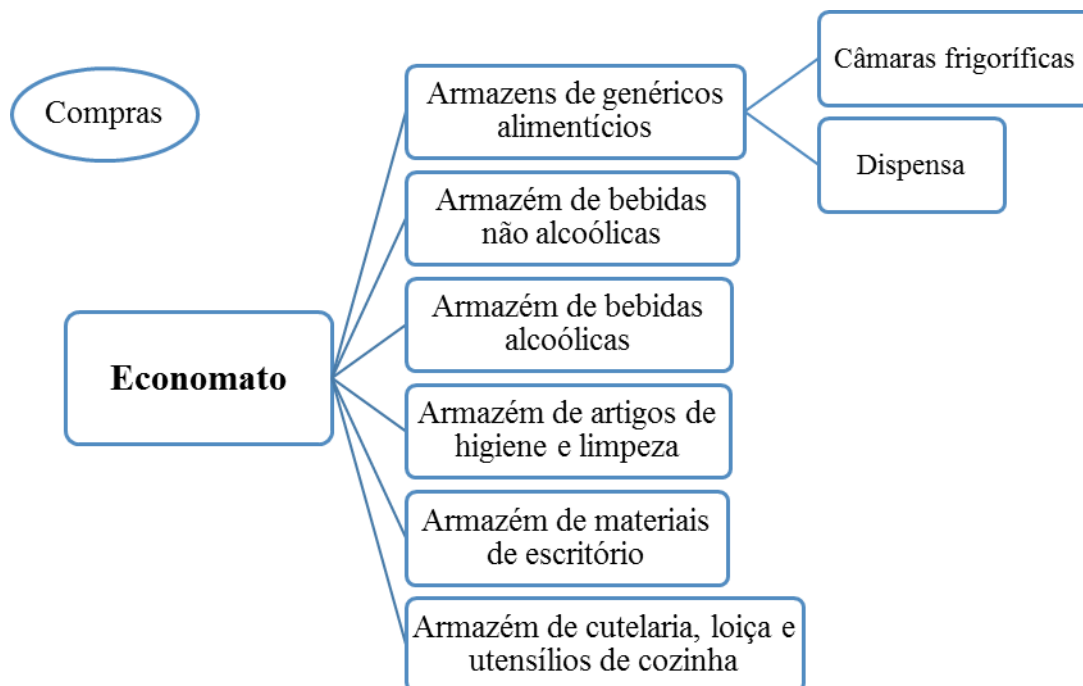 Compras
Economato
Armazens de genéricos
alimentícios
Câmaras frigoríficas
Dispensa
Armazém de bebidas
não alcoólicas
Armazém de bebidas
alcoólicas
Armazém de artigos de
higiene e limpeza
Armazém de materiais
de escritório
Armazém de cutelaria, loiça e
utensílios de cozinha